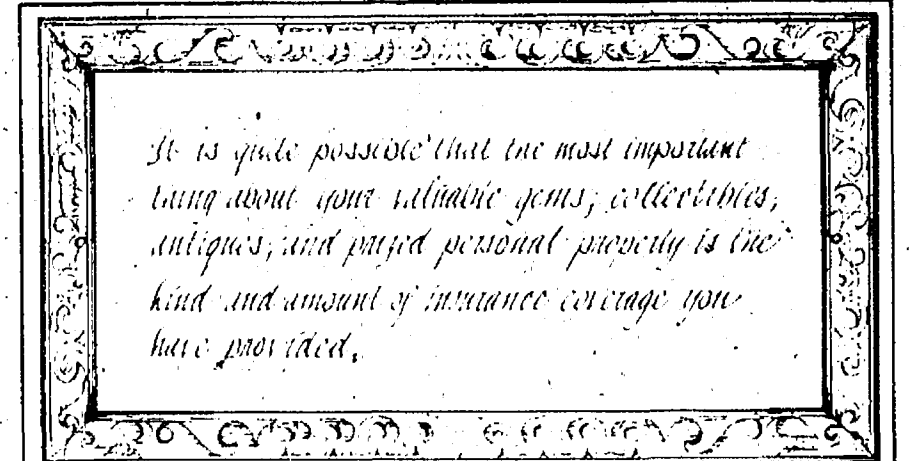 It is quite possible that the most important
thing about your valuable gems, collectibles,
antiques, and prized personal property is the
kind and amount of insurance coverage you
have provided.